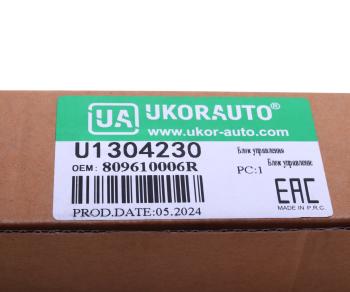 UA UKORAUTO®
www.ukor-auto.com
U1304230
OEM: 809610006R
Блок управления
Блок управление
PC:1
PROD.DATE:05.2024
EAC
MADE IN P.R.C.